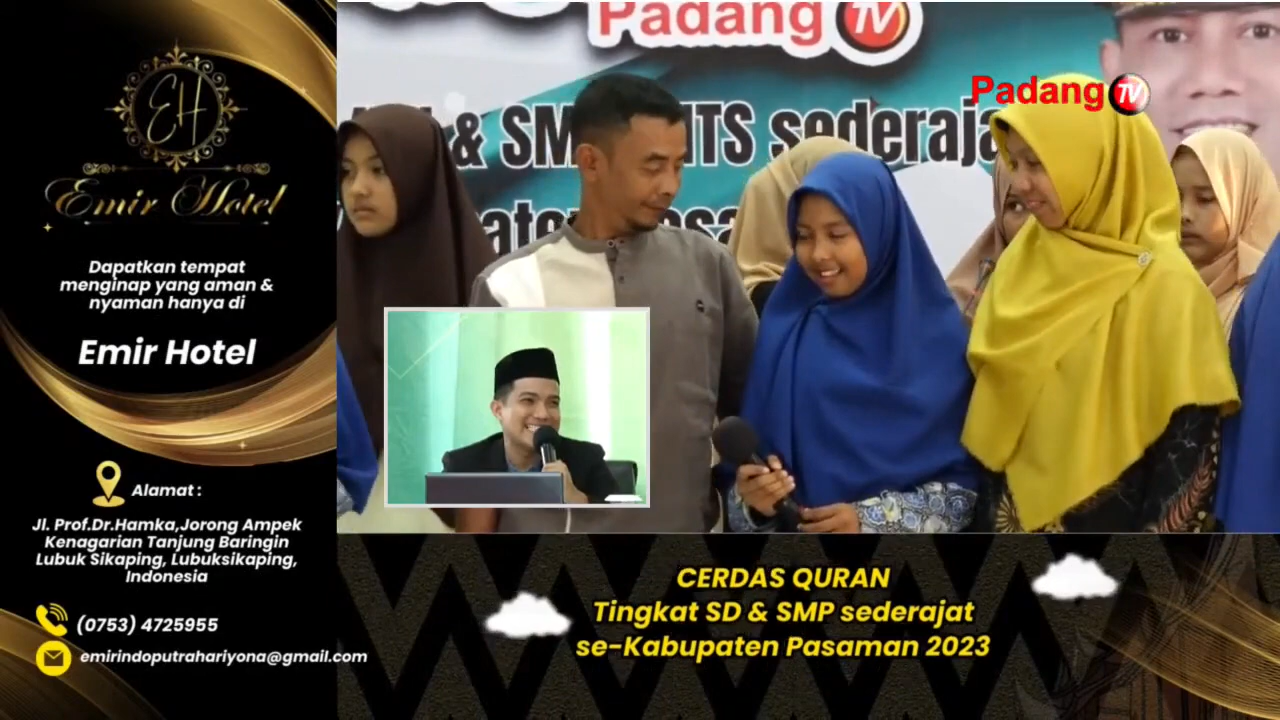 EH
Emir Hotel
Dapatkan tempat
menginap yang aman &
nyaman hanya di
Emir Hotel
Alamat :
Jl. Prof.Dr.Hamka,Jorong Ampek
Kenagarian Tanjung Baringin
Lubuk Sikaping, Lubuksikaping,
Indonesia
(0753) 4725955
emirindoputrahariyona@gmail.com
Padang TV
Padang TV
& SM
MTS sederaja
CERDAS QURAN
Tingkat SD & SMP sederajat
se-Kabupaten Pasaman 2023